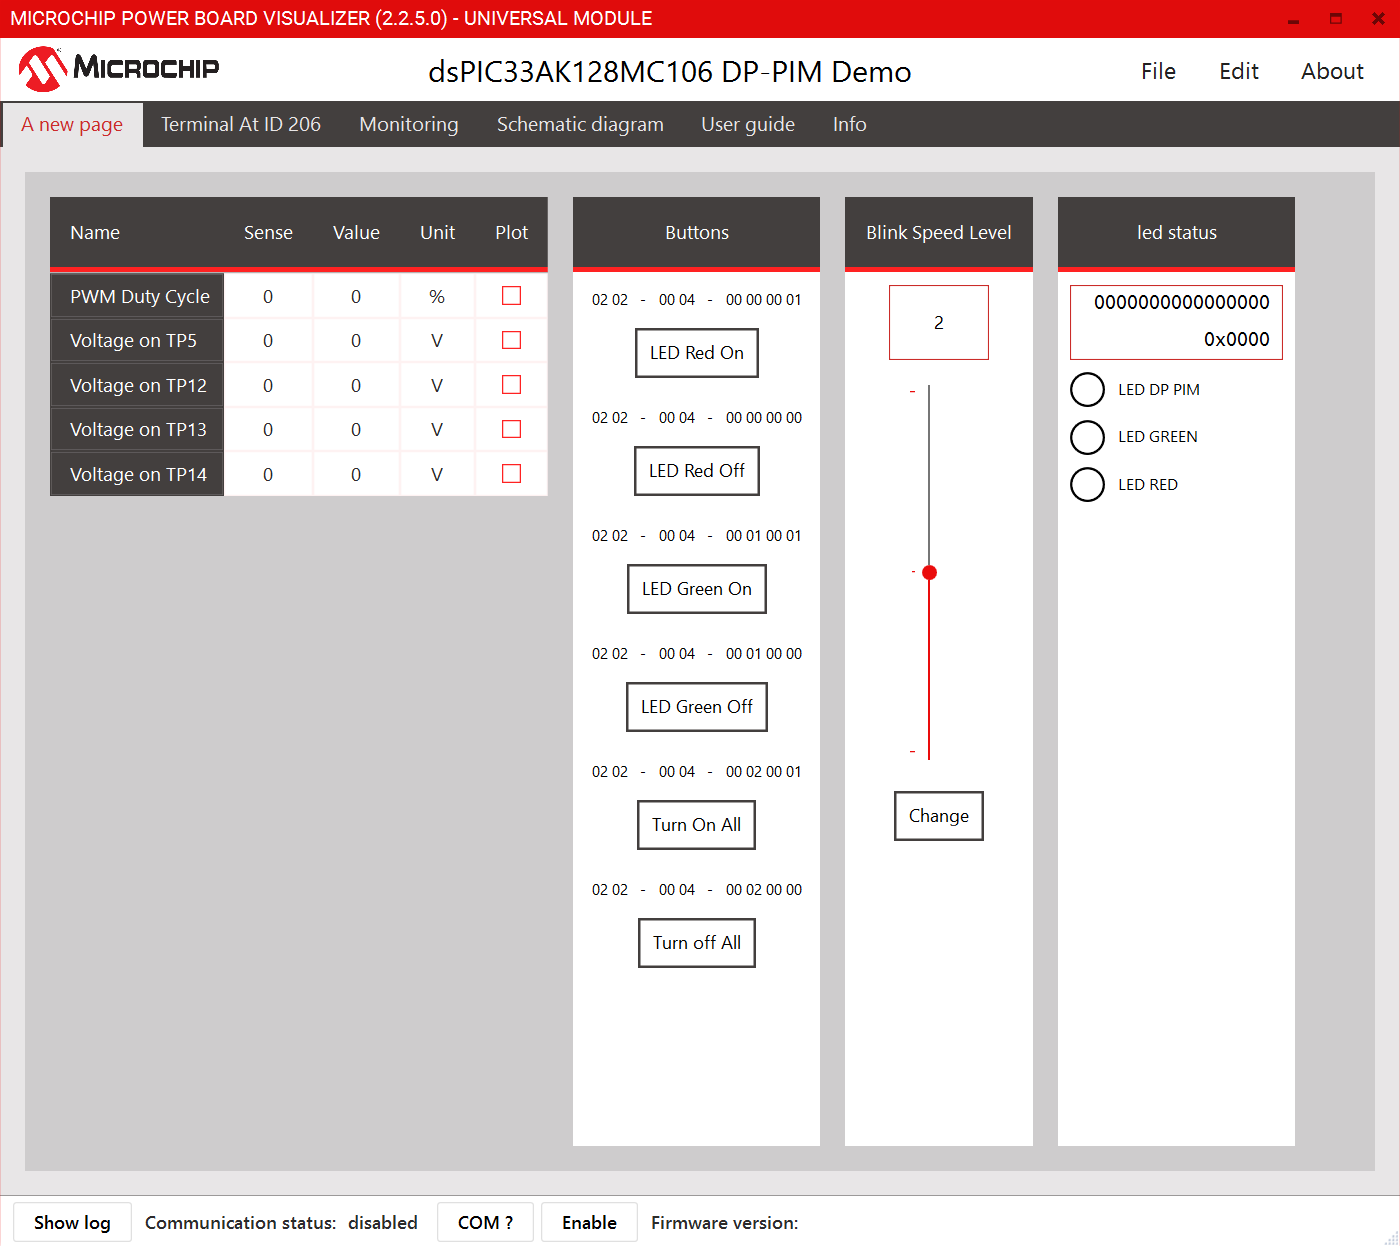 MICROCHIP POWER BOARD VISUALIZER (2.2.5.0) - UNIVERSAL MODULE
MICROCHIP
dsPIC33AK128MC106 DP-PIM Demo
File Edit About
A new page Terminal At ID 206 Monitoring Schematic diagram User guide Info
Name Sense Value Unit Plot
PWM Duty Cycle 0 0 %
Voltage on TP5 0 0 V
Voltage on TP12 0 0 V
Voltage on TP13 0 0 V
Voltage on TP14 0 0 V
Buttons
02 02 - 00 04 - 00 00 00 01
LED Red On
02 02 - 00 04 - 00 00 00 00
LED Red Off
02 02 - 00 04 - 00 01 00 01
LED Green On
02 02 - 00 04 - 00 01 00 00
LED Green Off
02 02 - 00 04 - 00 02 00 01
Turn On All
02 02 - 00 04 - 00 02 00 00
Turn off All
Blink Speed Level
2
-
-
-
Change
led status
0000000000000000
0x0000
LED DP PIM
LED GREEN
LED RED
Show log Communication status: disabled COM ? Enable Firmware version: